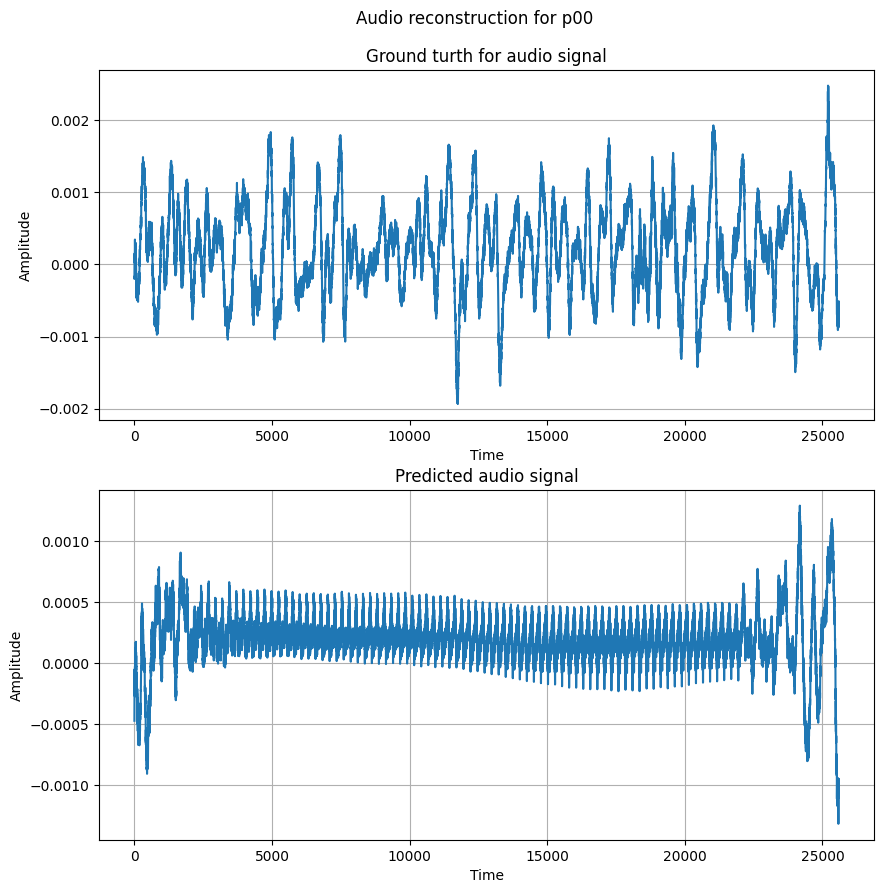 Audio reconstruction for p00
Ground turth for audio signal
Amplitude
0.002
0.001
0.000
−0.001
−0.002
0 5000 10000 15000 20000 25000
Time
Predicted audio signal
Amplitude
0.0010
0.0005
0.0000
−0.0005
−0.0010
0 5000 10000 15000 20000 25000
Time